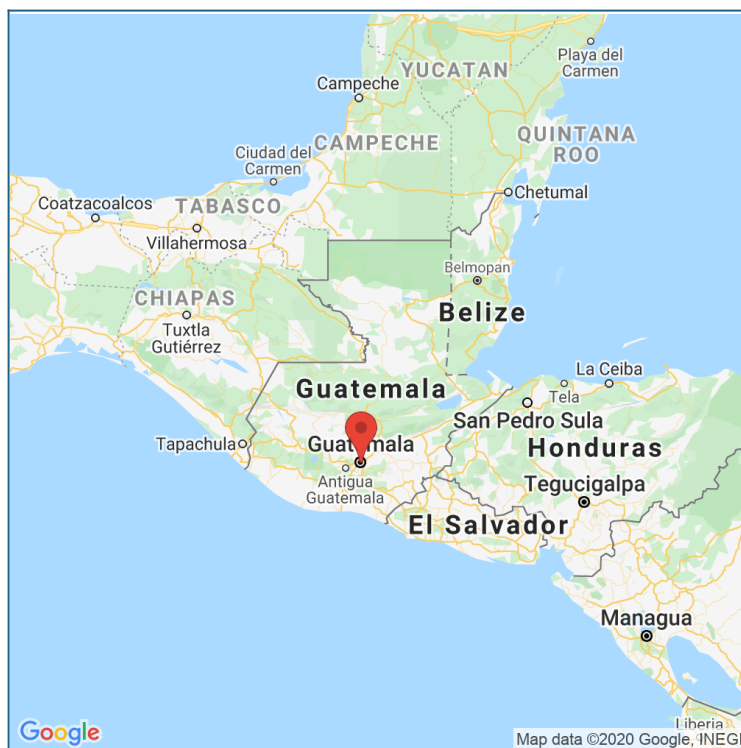 Playa del
Carmen
YUCATAN
Campeche
CAMPECHE
QUINTANA
ROO
Ciudad del
Carmen
Chetumal
Coatzacoalcos
TABASCO
Villahermosa
Belmopan
CHIAPAS
Belize
Tuxtla
Gutiérrez
La Ceiba
Guatemala
Tela
San Pedro Sula
Tapachula
Guatemala
Honduras
Antigua
Guatemala
Tegucigalpa
El Salvador
Managua
Liberia
Google
Map data ©2020 Google, INEGI